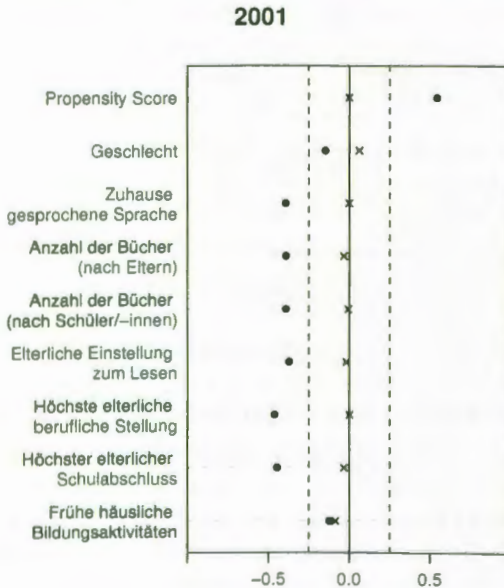 2001
Propensity Score
Geschlecht
Zuhause
gesprochene Sprache
Anzahl der Bücher
(nach Eltern)
Anzahl der Bücher
(nach Schüler/–innen)
Elterliche Einstellung
zum Lesen
Höchste elterliche
berufliche Stellung
Höchster elterlicher
Schulabschluss
Frühe häusliche
Bildungsaktivitäten
−0.5 0.0 0.5